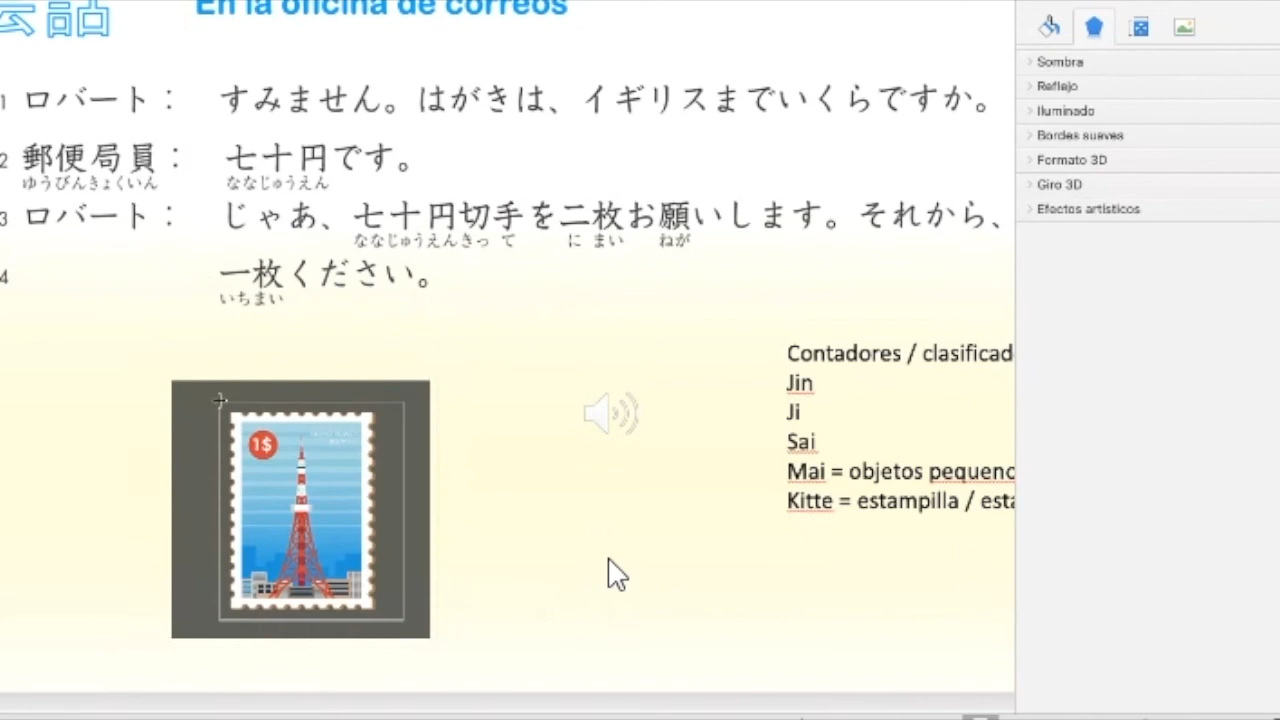 会話
En la oficina de correos
1 ロバート： すみません。はがきは、イギリスまでいくらですか。
2 郵便局員： 七十円です。
ゆうびんきょくいん ななじゅうえん
3 ロバート： じゃあ、七十円切手を二枚お願いします。それから、
ななじゅうえんきって に まい ねが
4 一枚ください。
いちまい
Contadores / clasificad
Jin
Ji
Sai
Mai = objetos pequeno
Kitte = estampilla / esta
1$
Sombra
Reflejo
Iluminado
Bordes suaves
Formato 3D
Giro 3D
Efectos artísticos